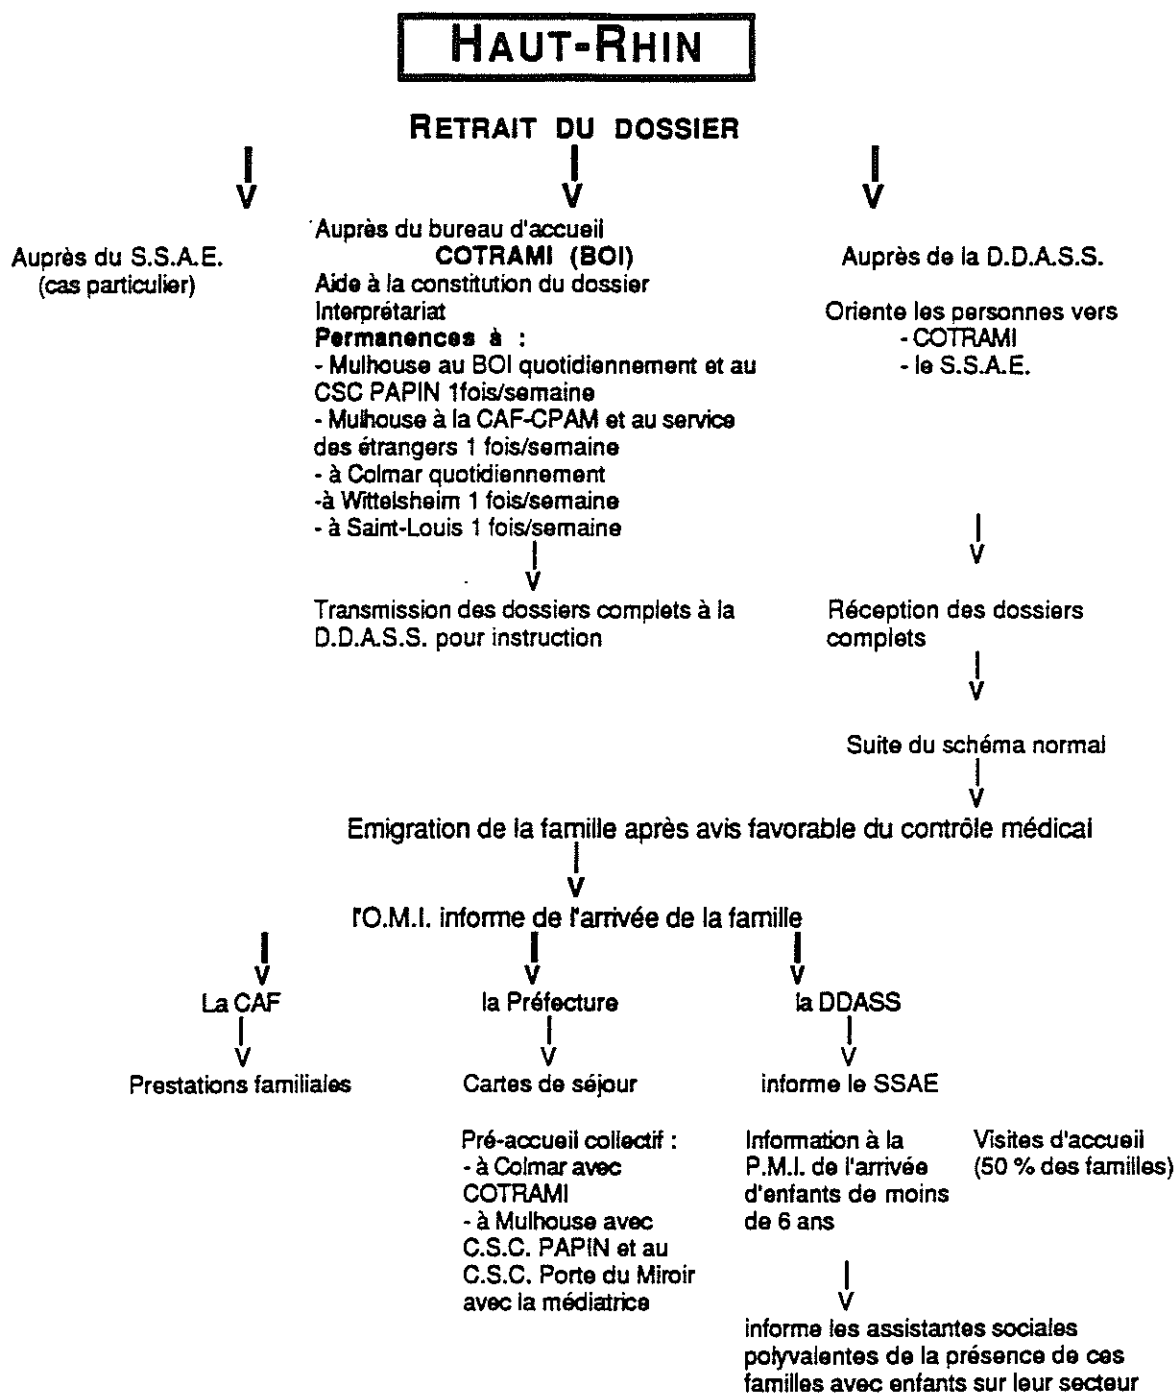 HAUT-RHIN
RETRAIT DU DOSSIER
Auprès du S.S.A.E.
(cas particulier)
Auprès du bureau d'accueil
COTRAMI (BOI)
Aide à la constitution du dossier
Interprétariat
Permanences à :
- Mulhouse au BOI quotidiennement et au
CSC PAPIN 1fois/semaine
- Mulhouse à la CAF-CPAM et au service
des étrangers 1 fois/semaine
- à Colmar quotidiennement
-à Wittelsheim 1 fois/semaine
- à Saint-Louis 1 fois/semaine
Transmission des dossiers complets à la
D.D.A.S.S. pour instruction
Auprès de la D.D.A.S.S.
Oriente les personnes vers
- COTRAMI
- le S.S.A.E.
Réception des dossiers
complets
Suite du schéma normal
Emigration de la famille après avis favorable du contrôle médical
l'O.M.I. informe de l'arrivée de la famille
La CAF
Prestations familiales
la Préfecture
Cartes de séjour
Pré-accueil collectif :
- à Colmar avec
COTRAMI
- à Mulhouse avec
C.S.C. PAPIN et au
C.S.C. Porte du Miroir
avec la médiatrice
la DDASS
informe le SSAE
Information à la
P.M.I. de l'arrivée
d'enfants de moins
de 6 ans
Visites d'accueil
(50 % des familles)
informe les assistantes sociales
polyvalentes de la présence de ces
familles avec enfants sur leur secteur